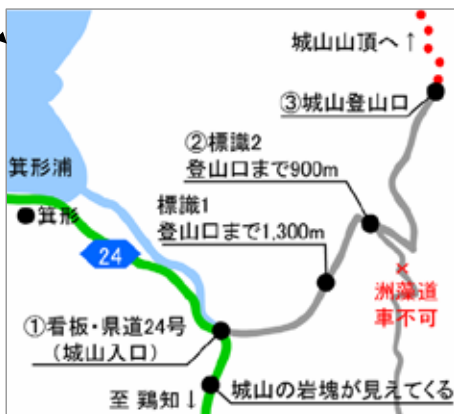 城山山頂へ↑
③城山登山口
②標識2
登山口まで900m
箕形浦
標識1
登山口まで1,300m
箕形
24
洲藻道
車不可
①看板・県道24号
（城山入口）
城山の岩塊が見えてくる
至 鶏知↓